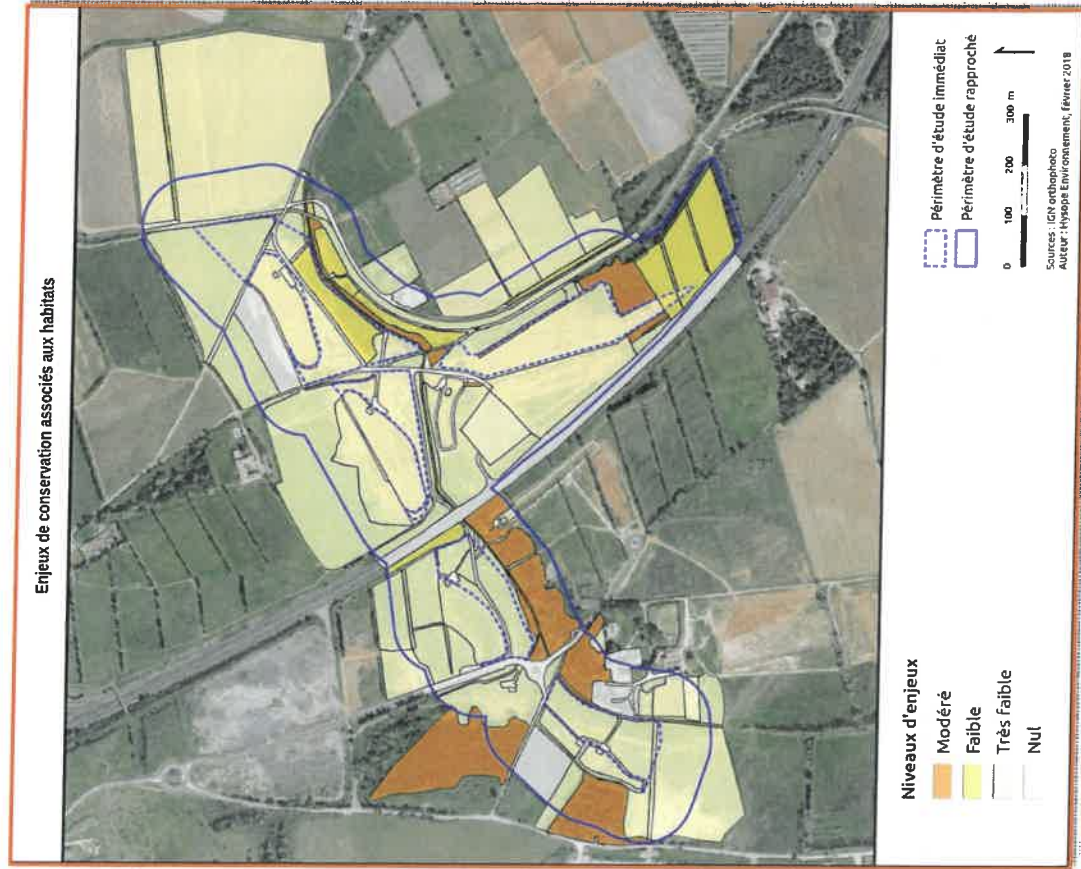 Enjeux de conservation associés aux habitats
Niveaux d'enjeux
Modéré
Faible
Très faible
Nul
Périmètre d'étude immédiat
Périmètre d'étude rapproché
0 100 200 300 m
Sources : IGN orthophoto
Auteur : Hysope Environnement, février 2018